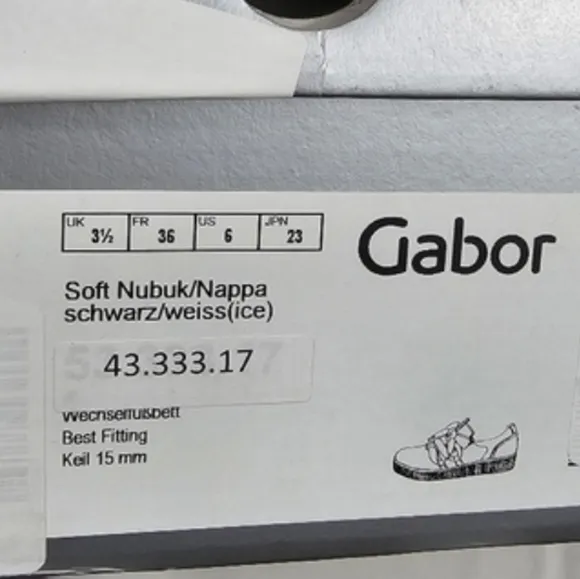 UK 3½ FR 36 US 6 JPN 23
Gabor
Soft Nubuk/Nappa
schwarz/weiss(ice)
43.333.17
Wechselfußbett
Best Fitting
Keil 15 mm